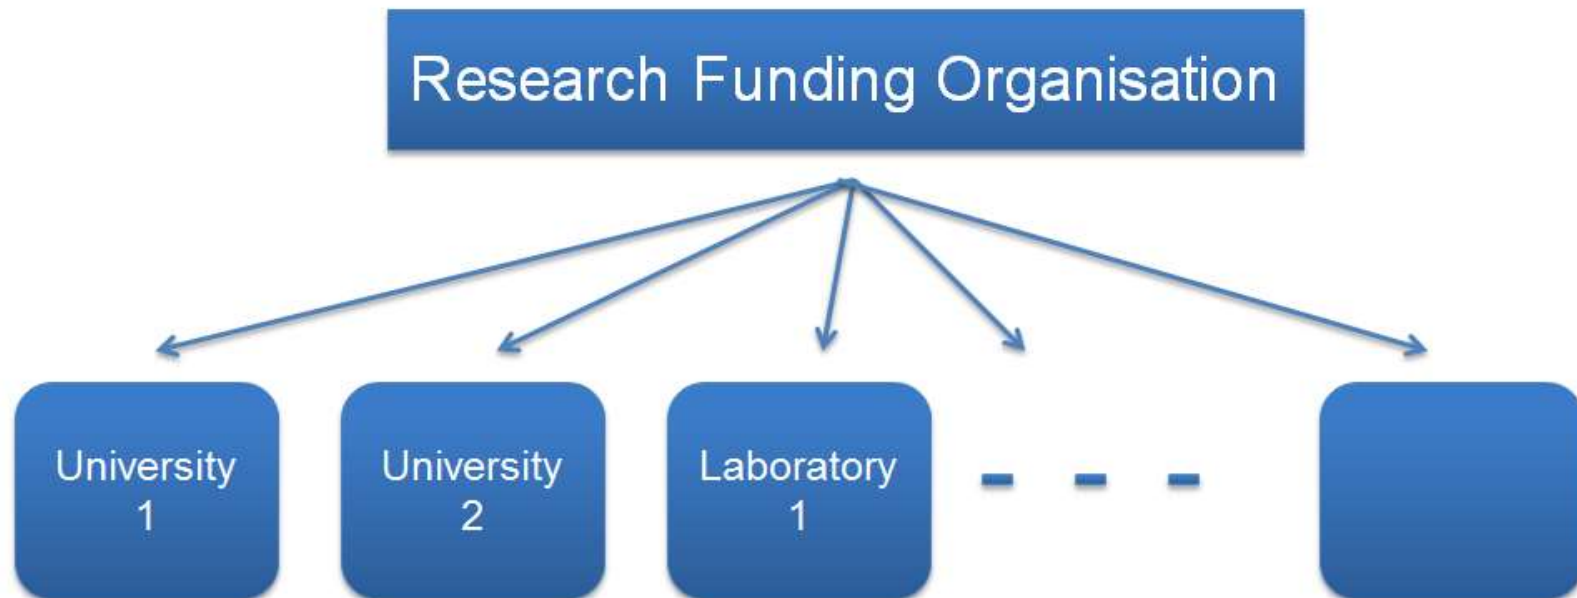 Research Funding Organisation
University
1
University
2
Laboratory
1